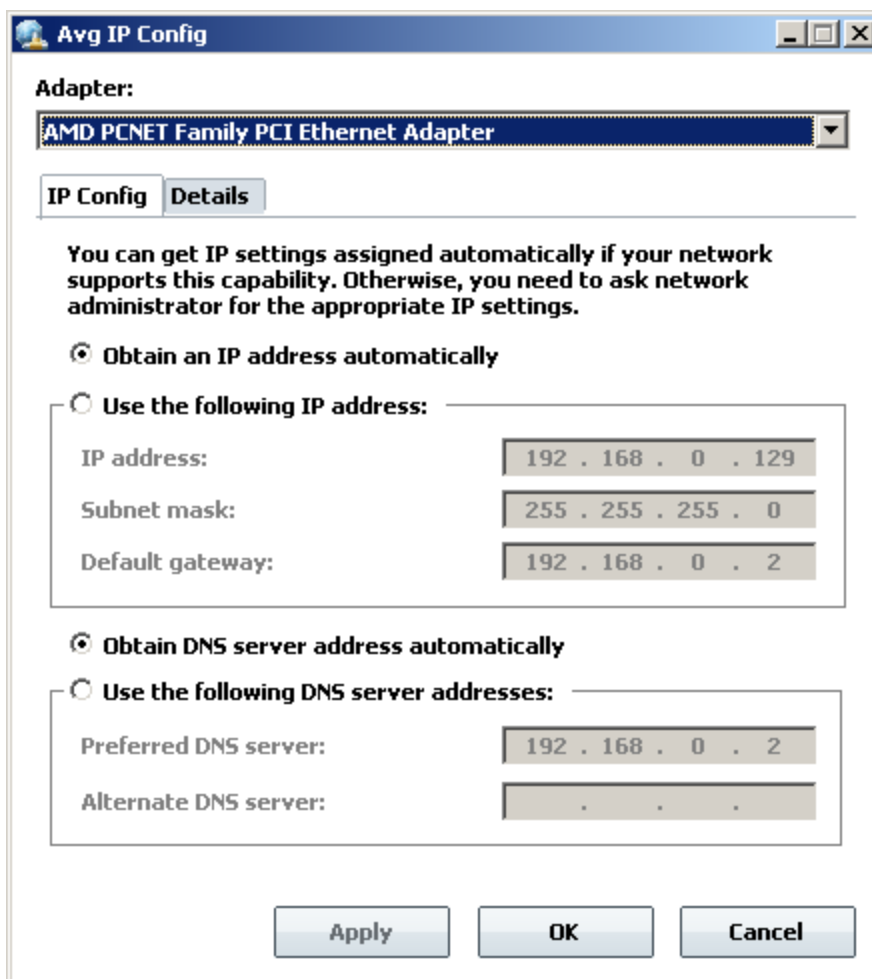 Avg IP Config
Adapter:
AMD PCNET Family PCI Ethernet Adapter
IP Config Details
You can get IP settings assigned automatically if your network
supports this capability. Otherwise, you need to ask network
administrator for the appropriate IP settings.
Obtain an IP address automatically
Use the following IP address:
IP address: 192 . 168 . 0 . 129
Subnet mask: 255 . 255 . 255 . 0
Default gateway: 192 . 168 . 0 . 2
Obtain DNS server address automatically
Use the following DNS server addresses:
Preferred DNS server: 192 . 168 . 0 . 2
Alternate DNS server: . . .
Apply OK Cancel